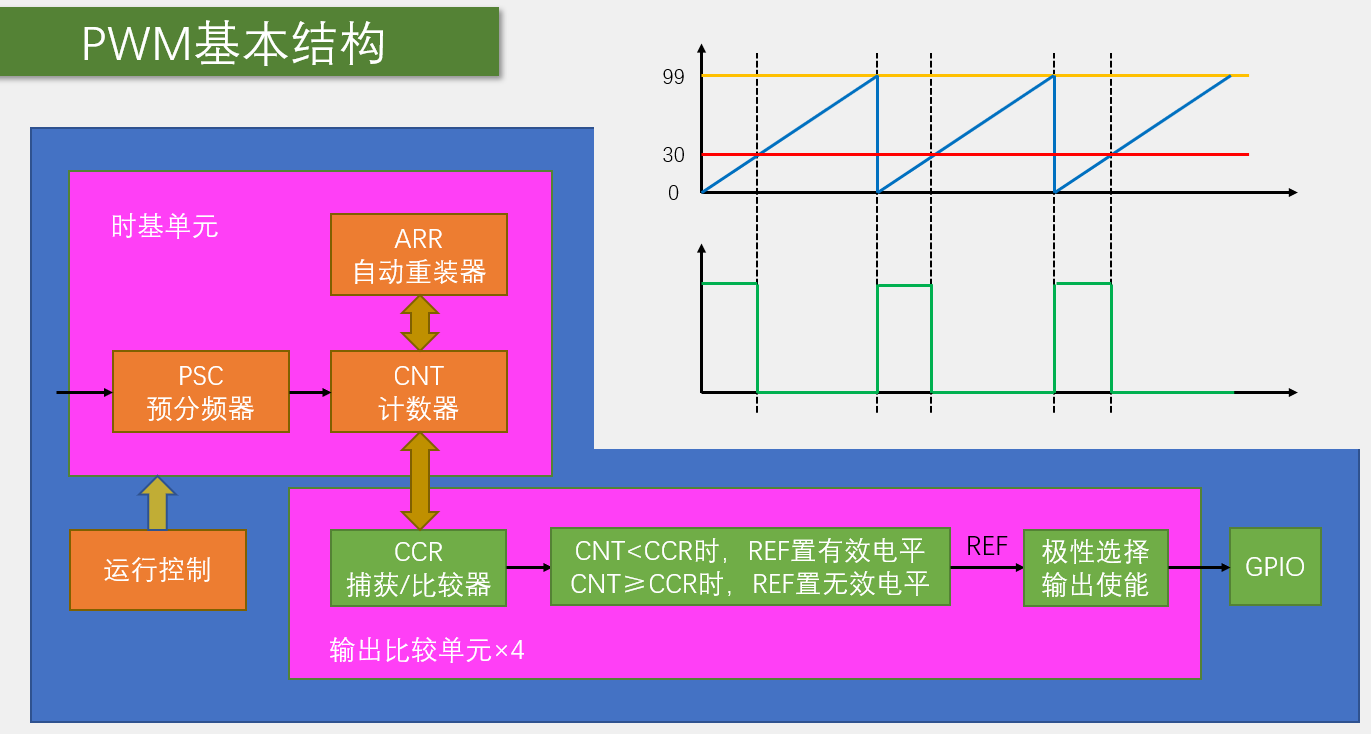 PWM基本结构
99
30
0
时基单元
ARR
自动重装器
PSC
预分频器
CNT
计数器
运行控制
CCR
捕获/比较器
CNT<CCR时，REF置有效电平
CNT≥CCR时，REF置无效电平
REF
极性选择
输出使能
GPIO
输出比较单元×4